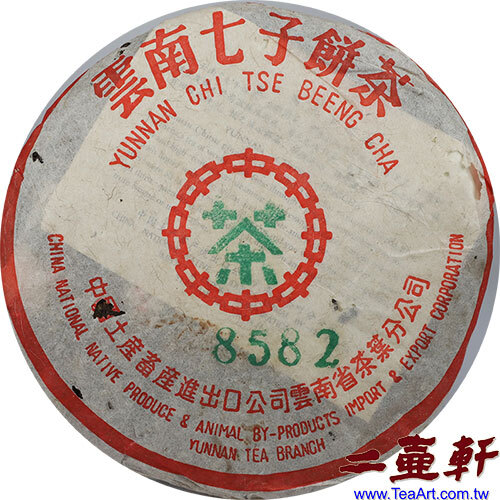 雲南七子餅茶
YUNNAN CHI TSE BEENG CHA
茶
8582
中國土產畜產進出口公司雲南省茶葉分公司
CHINA NATIONAL NATIVE PRODUCE & ANIMAL BY-PRODUCTS IMPORT & EXPORT CORPORATION
YUNNAN TEA BRANCH
二壺軒
www.TeaArt.com.tw